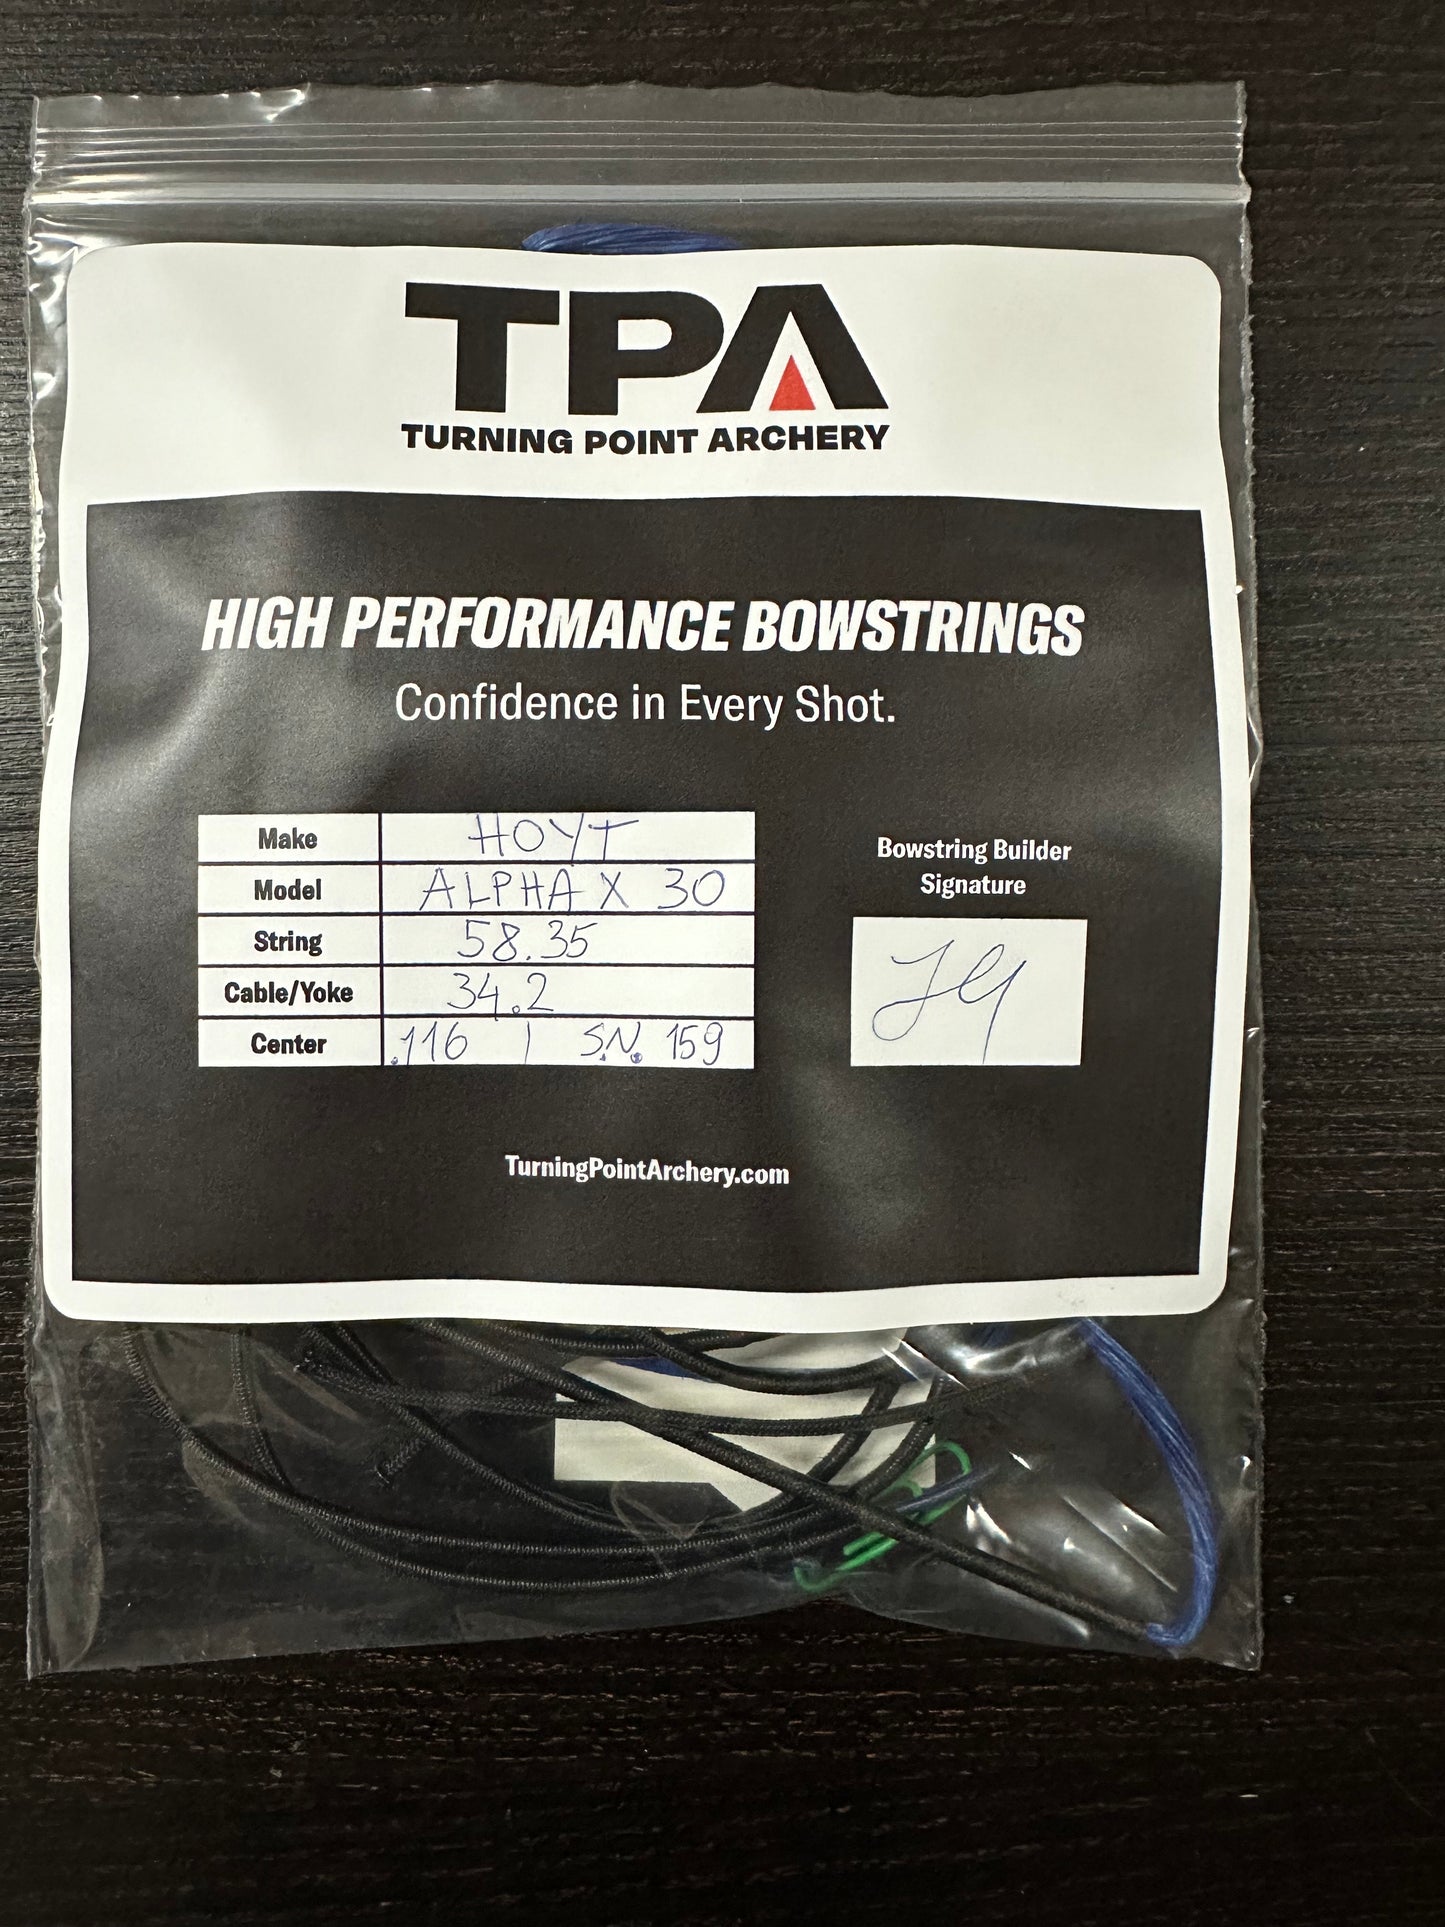 TPA
TURNING POINT ARCHERY
HIGH PERFORMANCE BOWSTRINGS
Confidence in Every Shot.
Make HOYT
Model ALPHA X 30
String 58.35
Cable/Yoke 34.2
Center .116 | S.N. 159
Bowstring Builder
Signature
TurningPointArchery.com